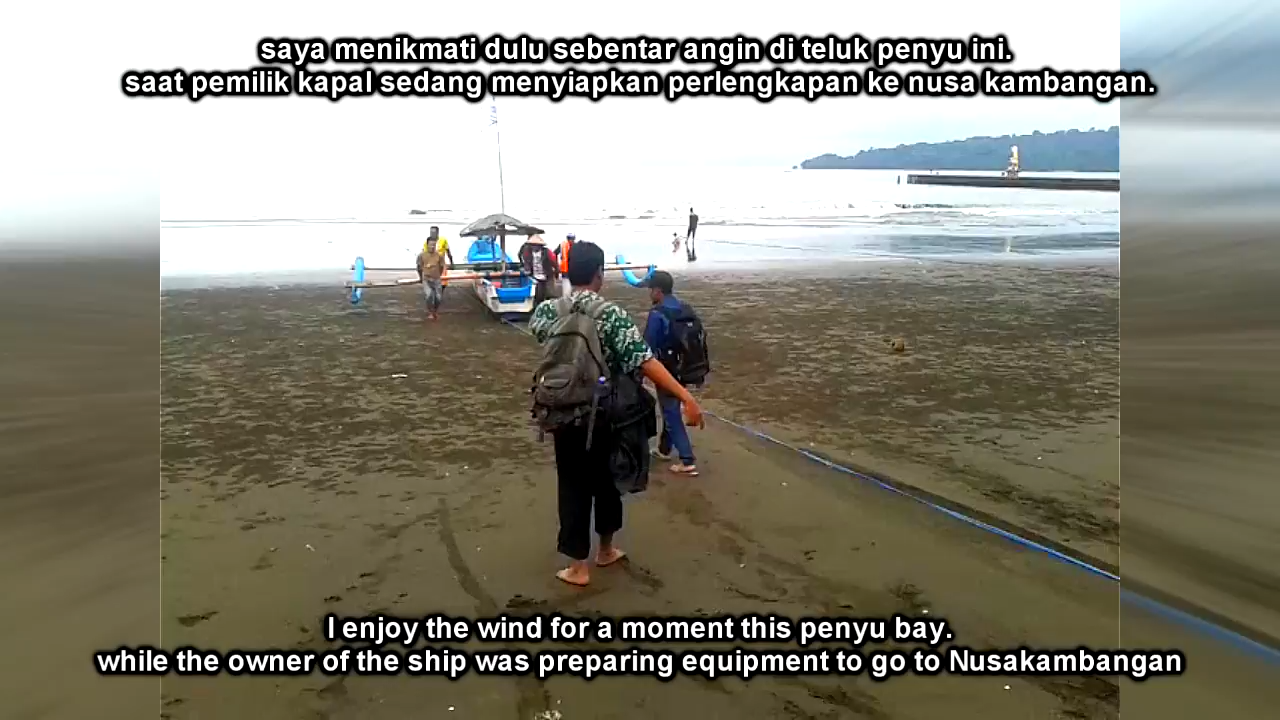 saya menikmati dulu sebentar angin di teluk penyu ini.
saat pemilik kapal sedang menyiapkan perlengkapan ke nusa kambangan.
I enjoy the wind for a moment this penyu bay.
while the owner of the ship was preparing equipment to go to Nusakambangan